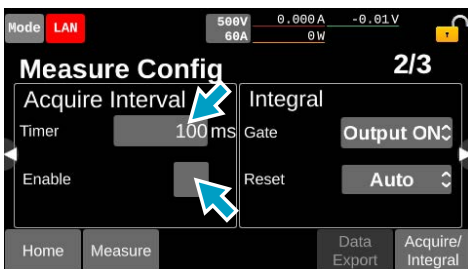 Mode LAN 500V 0.000A -0.01V
60A 0W
Measure Config 2/3
Acquire Interval Integral
Timer 100 ms Gate Output ON
Enable Reset Auto
Home Measure Data Export Acquire/ Integral